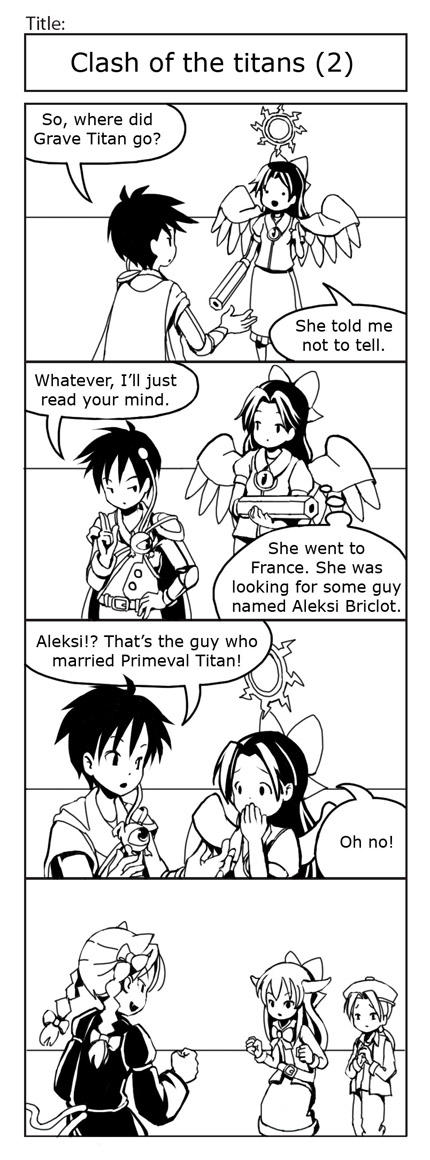 Title:
Clash of the titans (2)
So, where did
Grave Titan go?
She told me
not to tell.
Whatever, I'll just
read your mind.
She went to
France. She was
looking for some guy
named Aleksi Briclot.
Aleksi!? That's the guy who
married Primeval Titan!
Oh no!